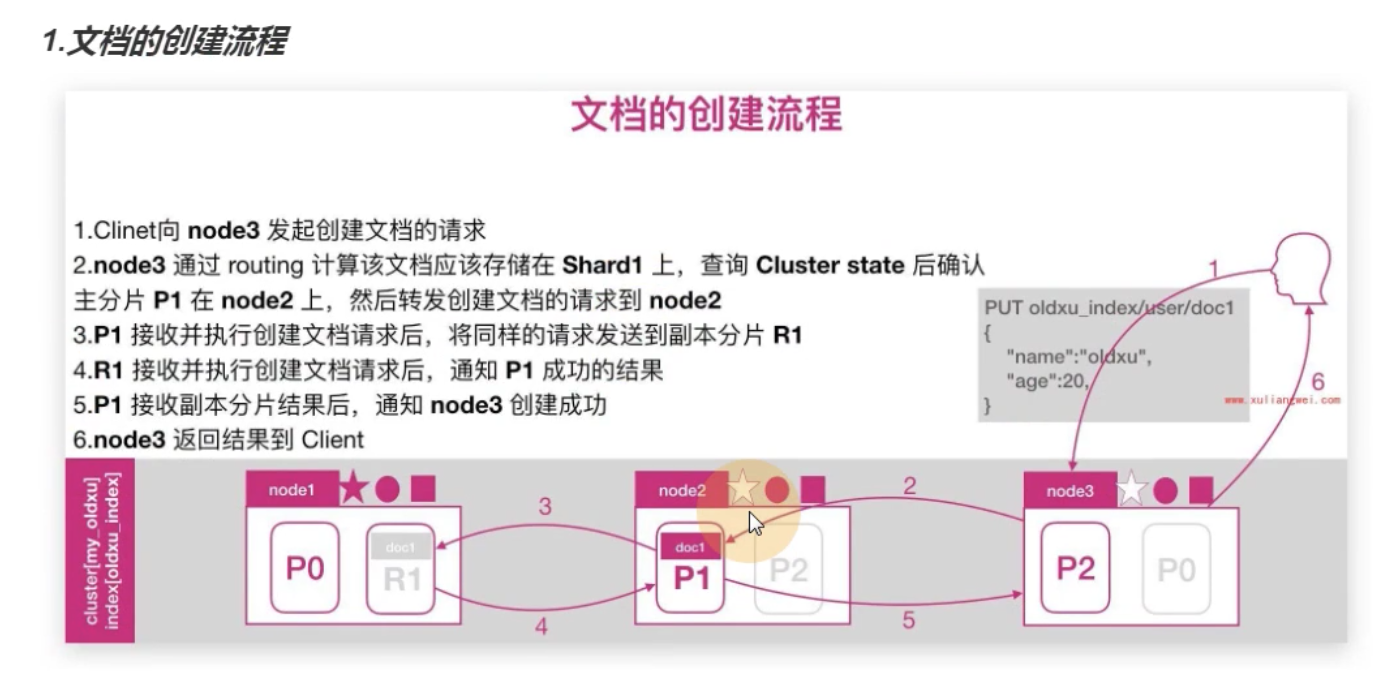 1.文档的创建流程
文档的创建流程
1.Clinet向 node3 发起创建文档的请求
2.node3 通过 routing 计算该文档应该存储在 Shard1 上，查询 Cluster state 后确认
主分片 P1 在 node2 上，然后转发创建文档的请求到 node2
3.P1 接收并执行创建文档请求后，将同样的请求发送到副本分片 R1
4.R1 接收并执行创建文档请求后，通知 P1 成功的结果
5.P1 接收副本分片结果后，通知 node3 创建成功
6.node3 返回结果到 Client
1
PUT oldxu_index/user/doc1
{
"name":"oldxu",
"age":20,
}
6
www.xuliangwei.com
cluster[my_oldxu]
index[oldxu_index]
node1
P0
doc1
R1
3
4
node2
doc1
P1
P2
2
5
node3
P2
P0